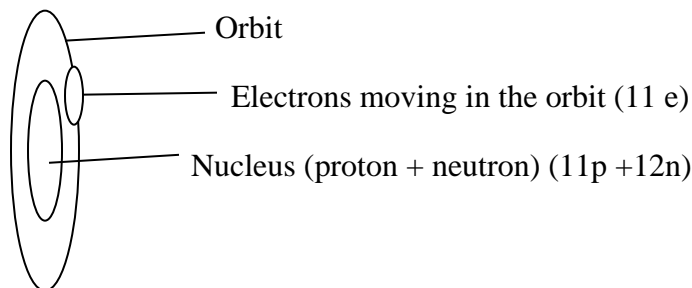 Orbit
Electrons moving in the orbit (11 e)
Nucleus (proton + neutron) (11p +12n)